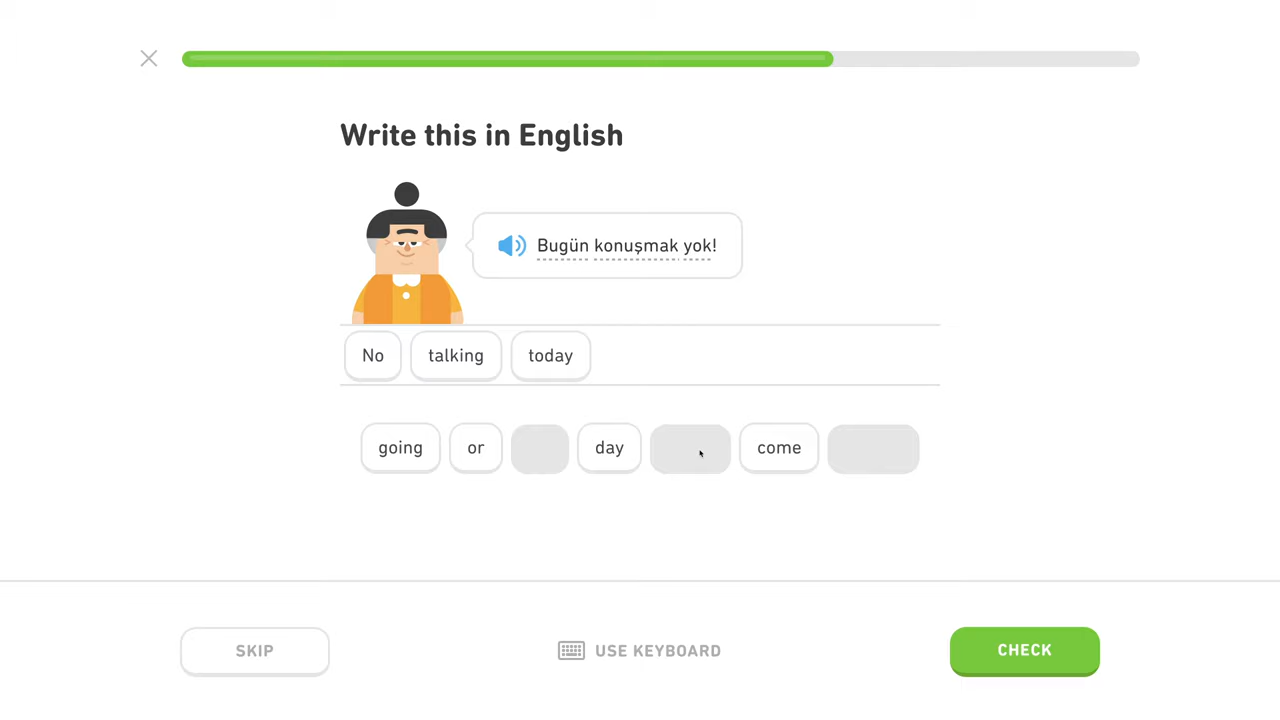 Write this in English
Bugün konuşmak yok!
No talking today
going or day come
SKIP USE KEYBOARD CHECK